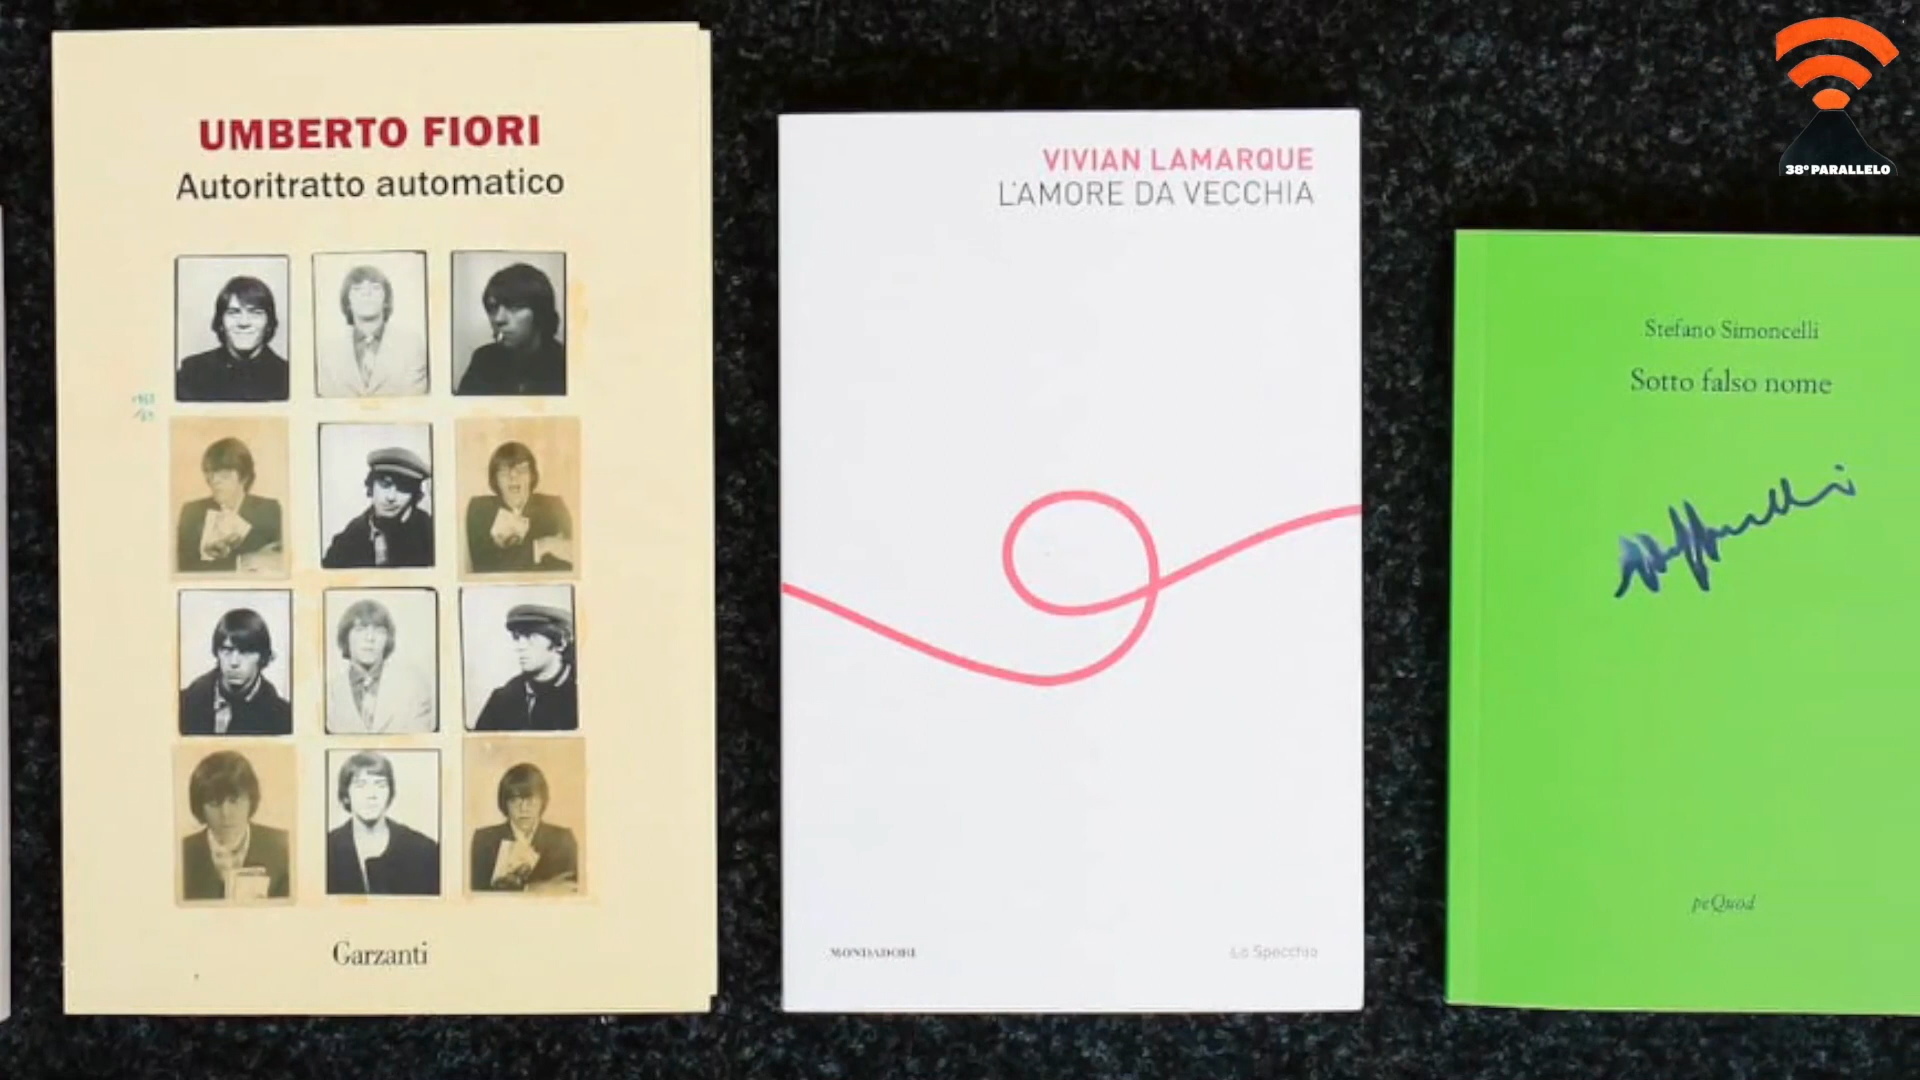 UMBERTO FIORI
Autoritratto automatico
Garzanti
VIVIAN LAMARQUE
L'AMORE DA VECCHIA
MONDADORI
Lo Specchio
Stefano Simoncelli
Sotto falso nome
peQuod
38° PARALLELO